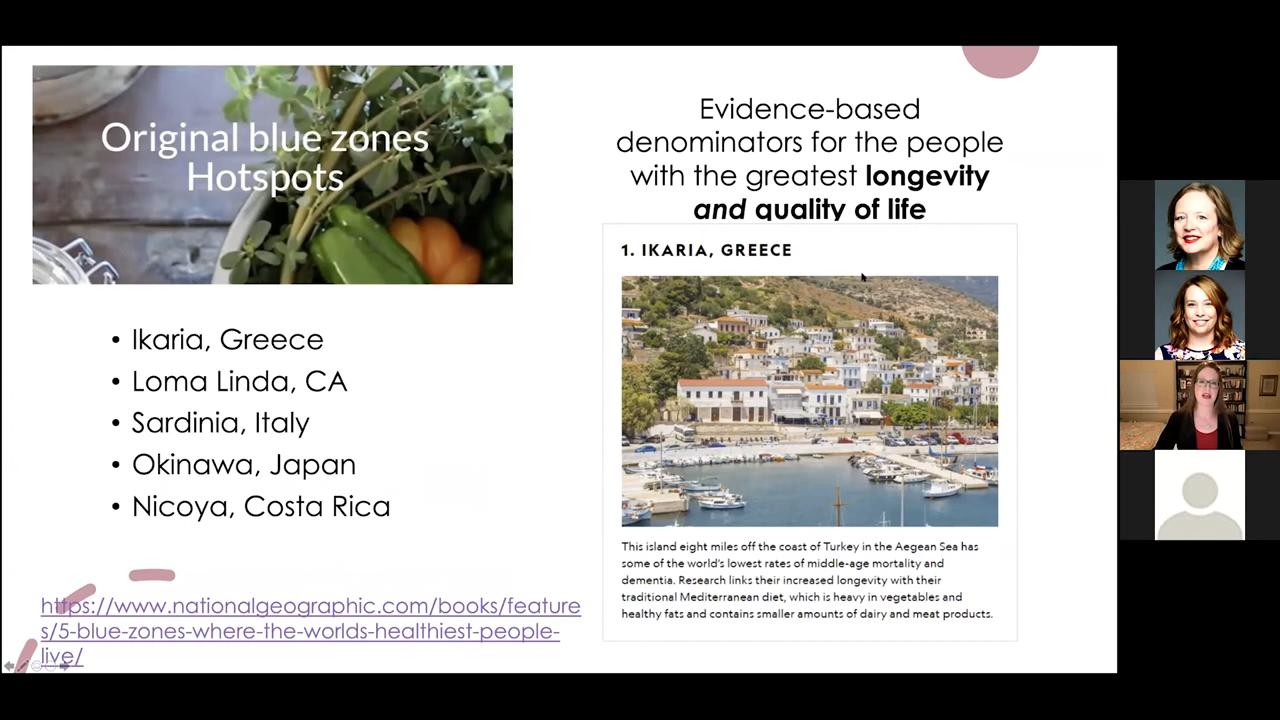 Original blue zones
Hotspots
• Ikaria, Greece
• Loma Linda, CA
• Sardinia, Italy
• Okinawa, Japan
• Nicoya, Costa Rica
https://www.nationalgeographic.com/books/feature
s/5-blue-zones-where-the-worlds-healthiest-people-
live/
Evidence-based
denominators for the people
with the greatest longevity
and quality of life
1. IKARIA, GREECE
This island eight miles off the coast of Turkey in the Aegean Sea has
some of the world's lowest rates of middle-age mortality and
dementia. Research links their increased longevity with their
traditional Mediterranean diet, which is heavy in vegetables and
healthy fats and contains smaller amounts of dairy and meat products.